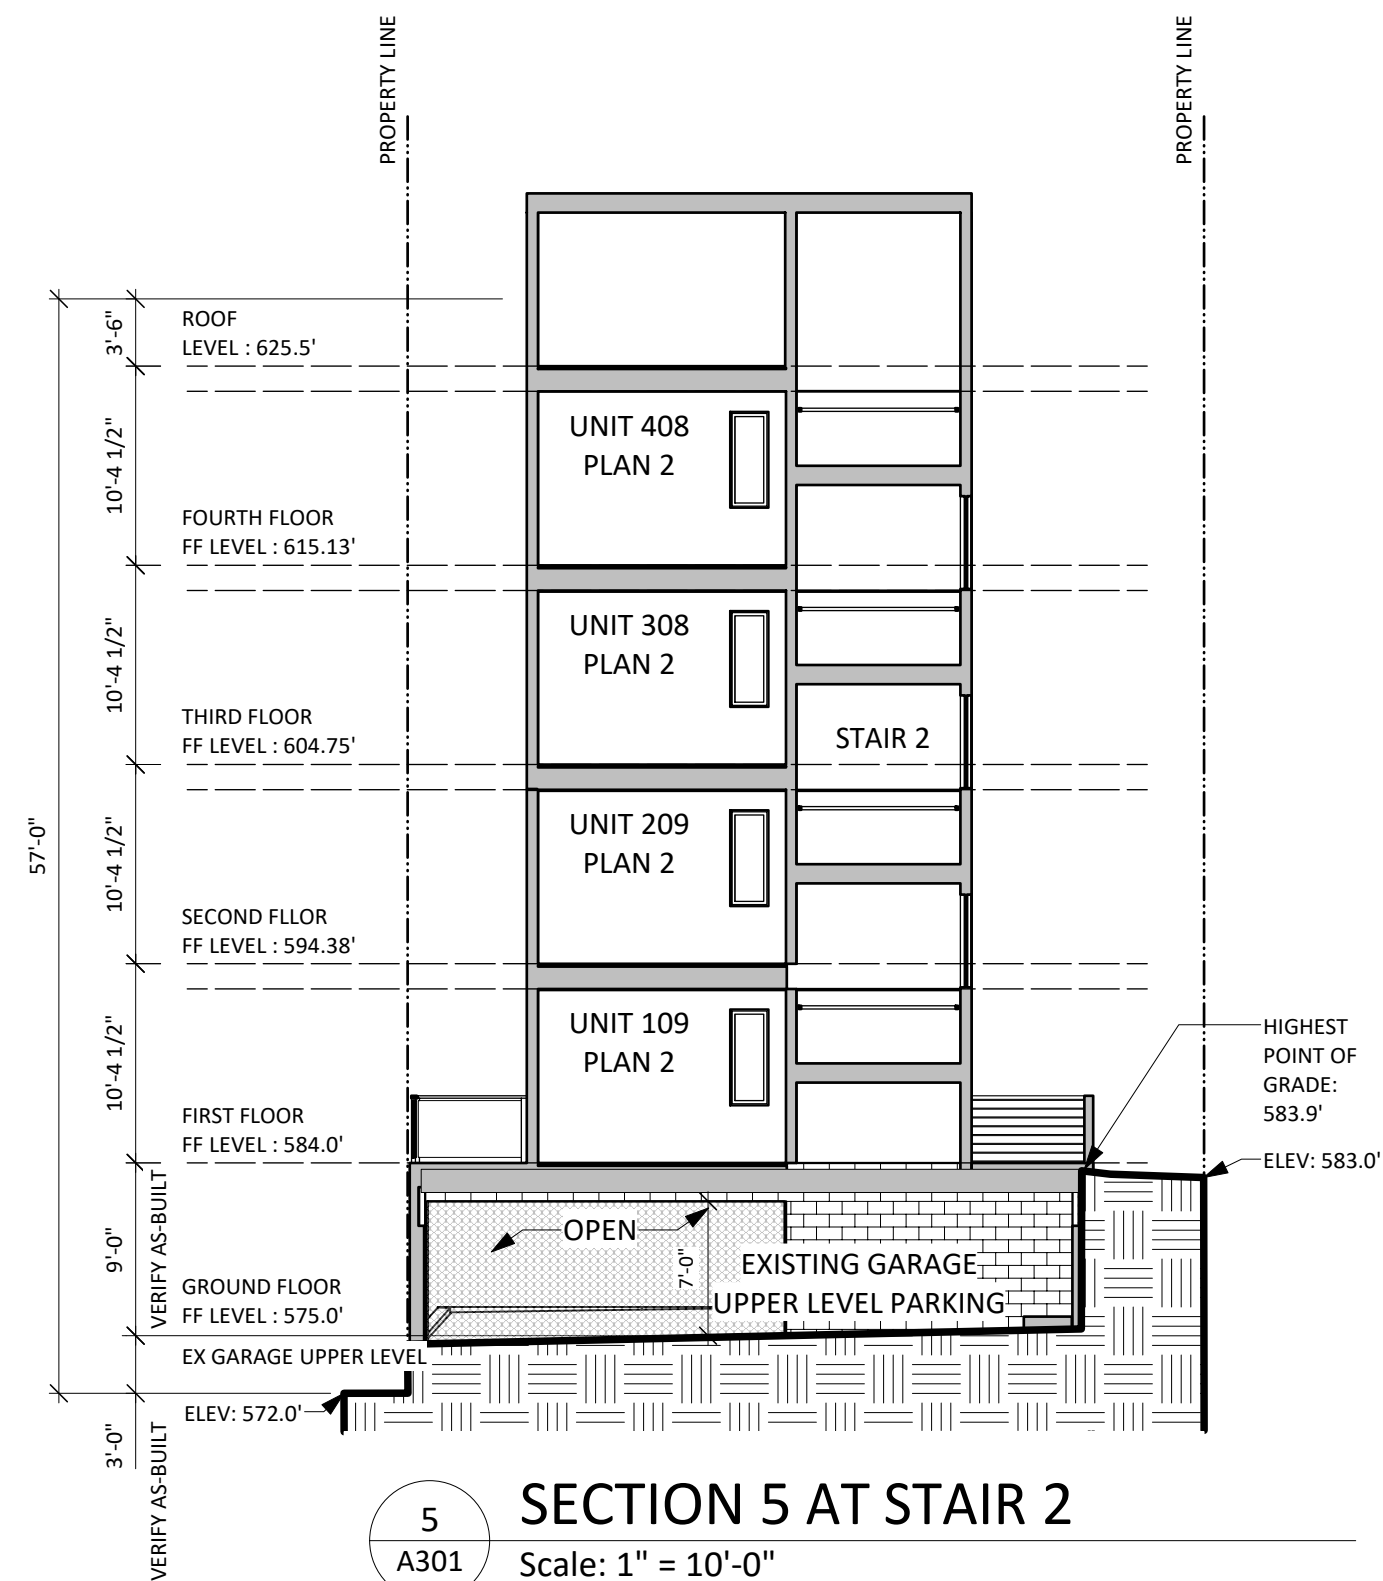 PROPERTY LINE
PROPERTY LINE
3'-6"
ROOF
LEVEL : 625.5'
10'-4 1/2"
UNIT 408
PLAN 2
FOURTH FLOOR
FF LEVEL : 615.13'
10'-4 1/2"
UNIT 308
PLAN 2
THIRD FLOOR
FF LEVEL : 604.75'
STAIR 2
57'-0"
10'-4 1/2"
UNIT 209
PLAN 2
SECOND FLLOR
FF LEVEL : 594.38'
10'-4 1/2"
UNIT 109
PLAN 2
HIGHEST
POINT OF
GRADE:
583.9'
FIRST FLOOR
FF LEVEL : 584.0'
ELEV: 583.0'
9'-0"
VERIFY AS-BUILT
OPEN
7'-0"
EXISTING GARAGE
UPPER LEVEL PARKING
GROUND FLOOR
FF LEVEL : 575.0'
EX GARAGE UPPER LEVEL
ELEV: 572.0'
3'-0"
VERIFY AS-BUILT
5
A301
SECTION 5 AT STAIR 2
Scale: 1" = 10'-0"